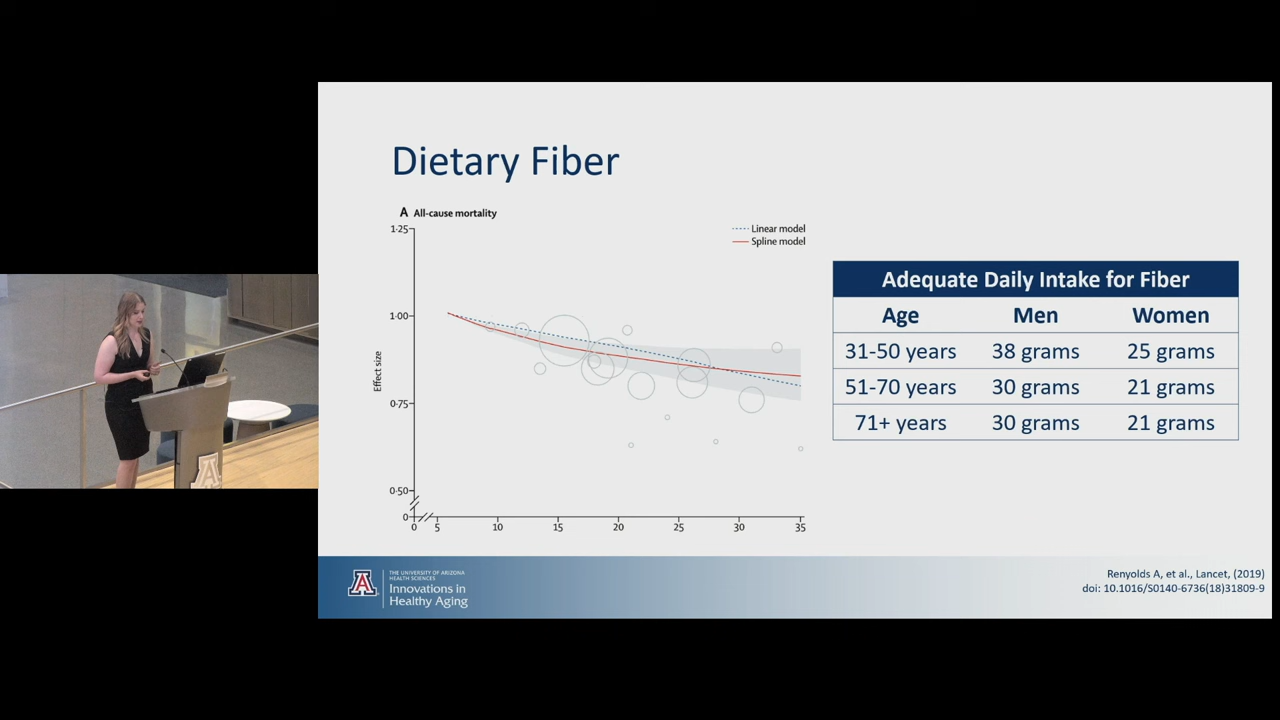 Dietary Fiber
A All-cause mortality
Linear model
Spline model
1·25
1·00
0·75
0·50
0
Effect size
0 5 10 15 20 25 30 35
Adequate Daily Intake for Fiber
Age Men Women
31-50 years 38 grams 25 grams
51-70 years 30 grams 21 grams
71+ years 30 grams 21 grams
A
A
THE UNIVERSITY OF ARIZONA
HEALTH SCIENCES
Innovations in
Healthy Aging
Renyolds A, et al., Lancet, (2019)
doi: 10.1016/S0140-6736(18)31809-9